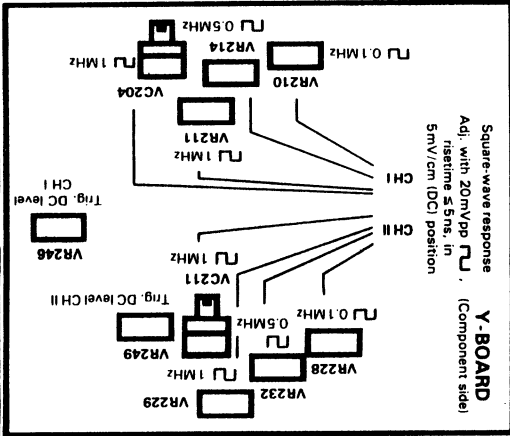 Y-BOARD
(Component side)
Square-wave response
Adj. with 20mVpp ,
risetime ≤ 5ns, in
5mV/cm (DC) position
CH I
CH II
VR228
0.1MHz
VR232
0.5MHz
VR229
1MHz
VC211
1MHz
VR249
Trig. DC level CH II
VR246
Trig. DC level
CH I
VR211
1MHz
VC204
1MHz
VR214
0.5MHz
VR210
0.1MHz